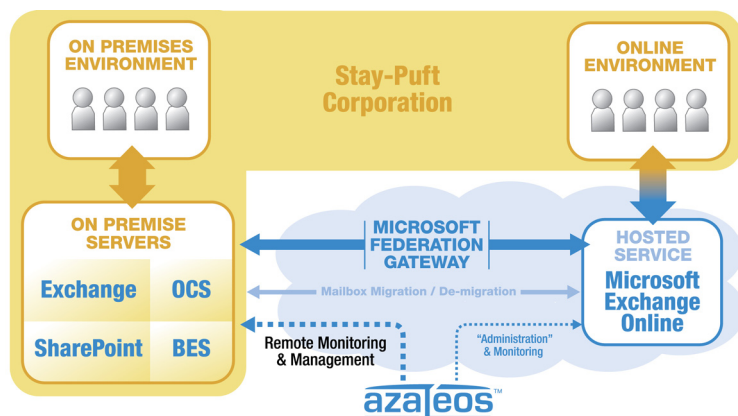 ON PREMISES
ENVIRONMENT
Stay-Puft
Corporation
ONLINE
ENVIRONMENT
ON PREMISE
SERVERS
Exchange
OCS
SharePoint
BES
MICROSOFT
FEDERATION
GATEWAY
Mailbox Migration / De-migration
HOSTED
SERVICE
Microsoft
Exchange
Online
Remote Monitoring
& Management
“Administration”
& Monitoring
azaleos™